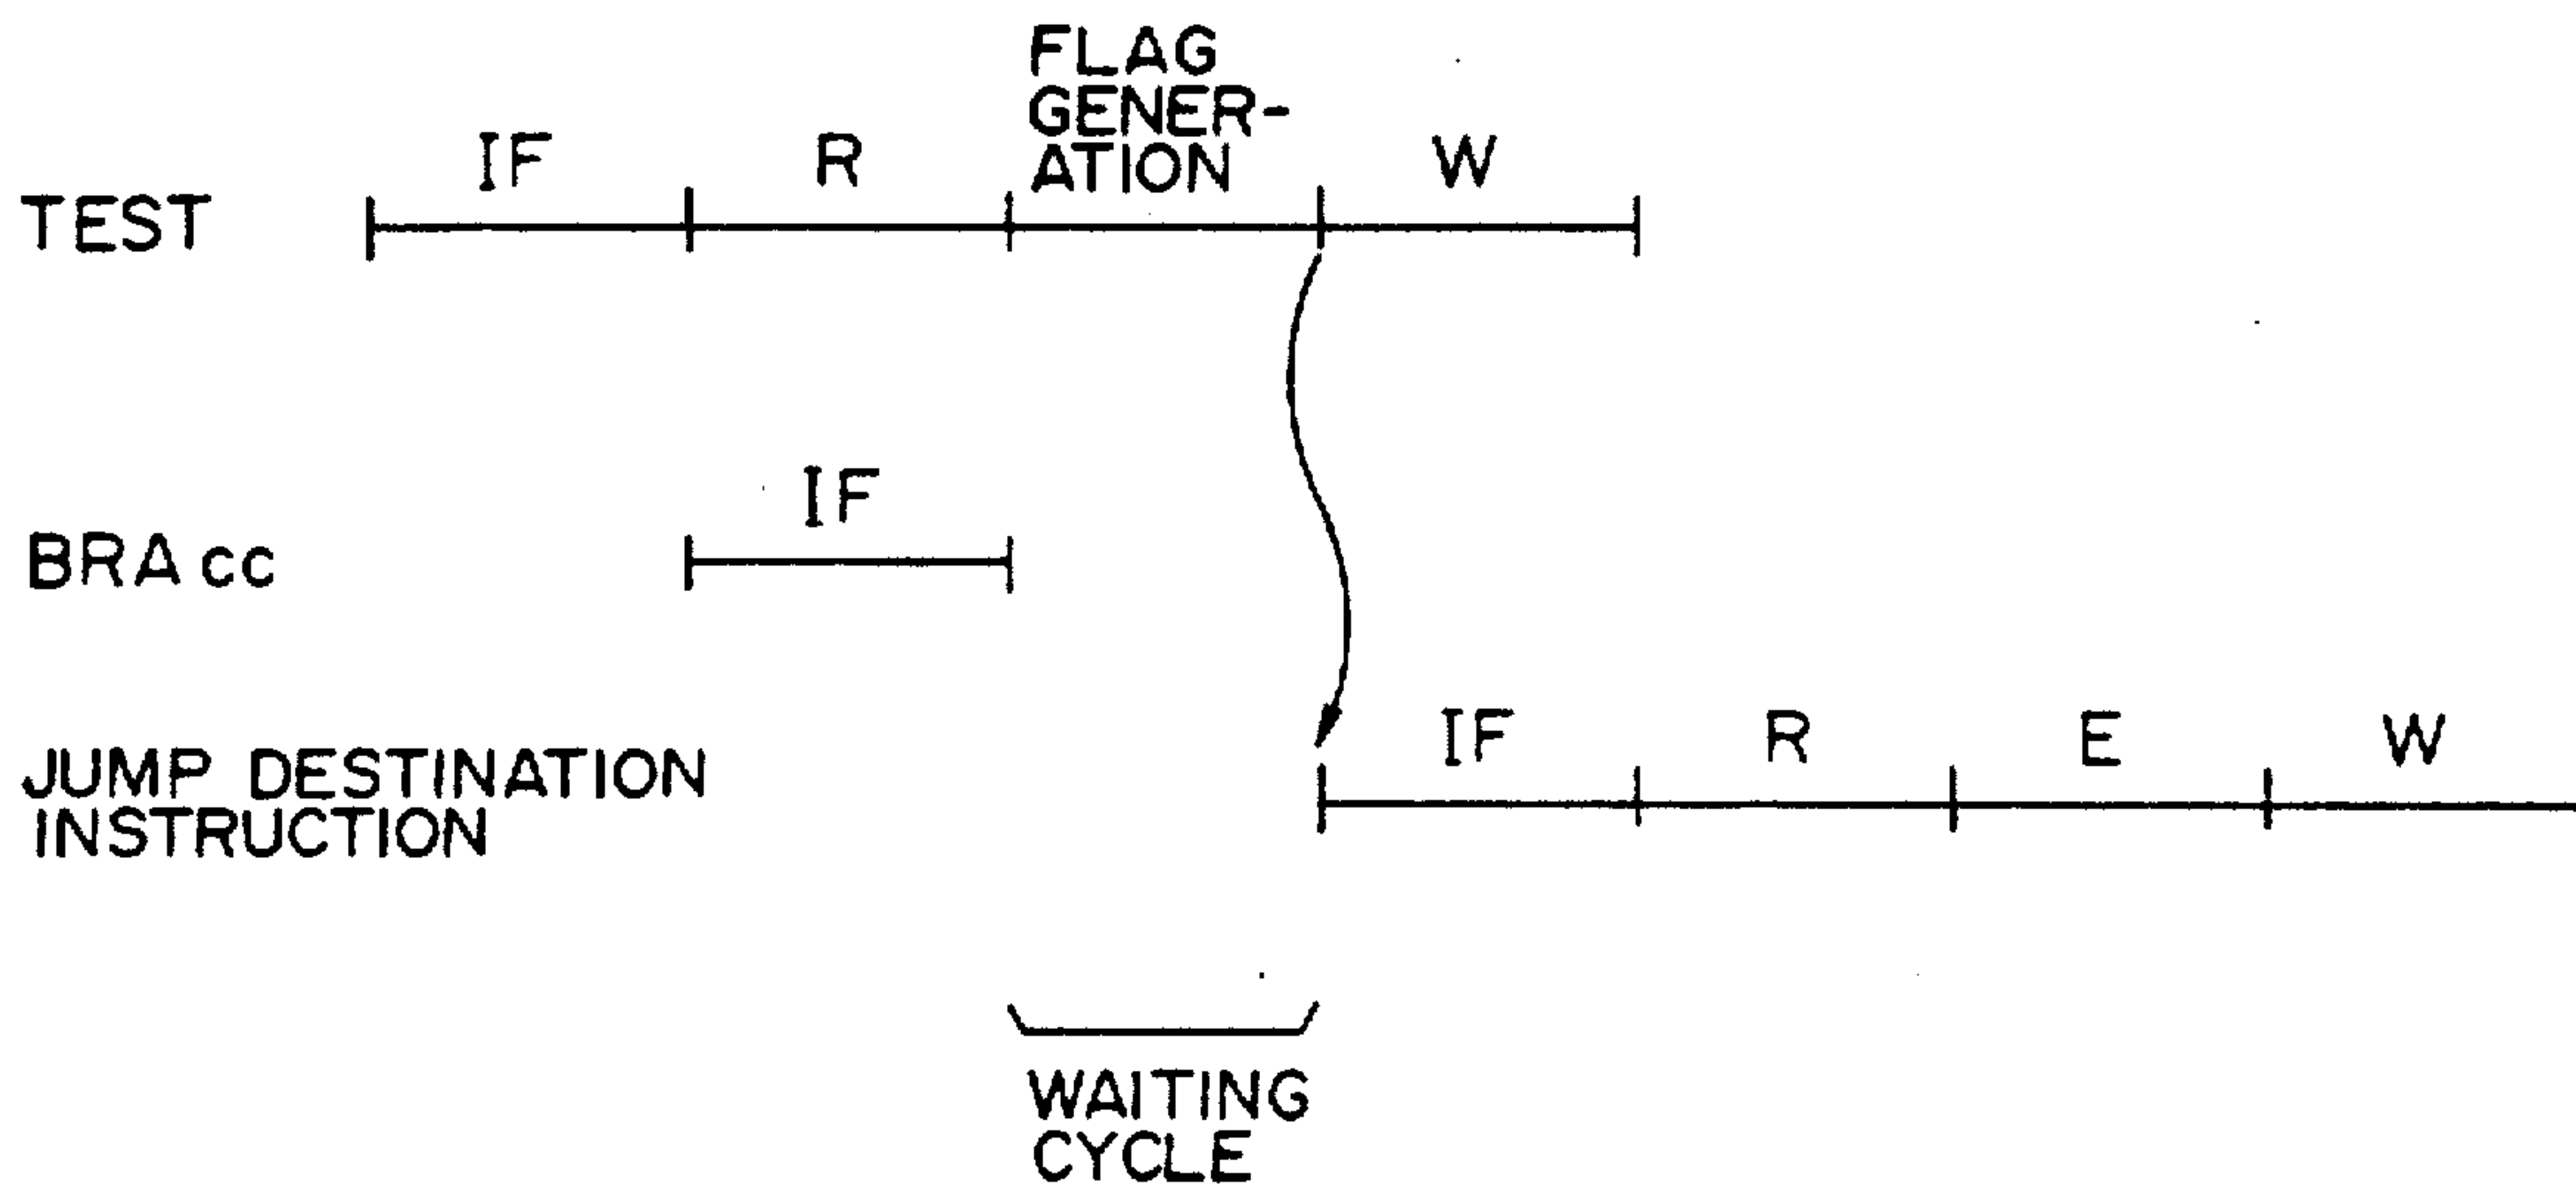 FLAG
GENER-
ATION
IF
R
W
TEST
IF
BRA cc
IF
R
E
W
JUMP DESTINATION
INSTRUCTION
WAITING
CYCLE